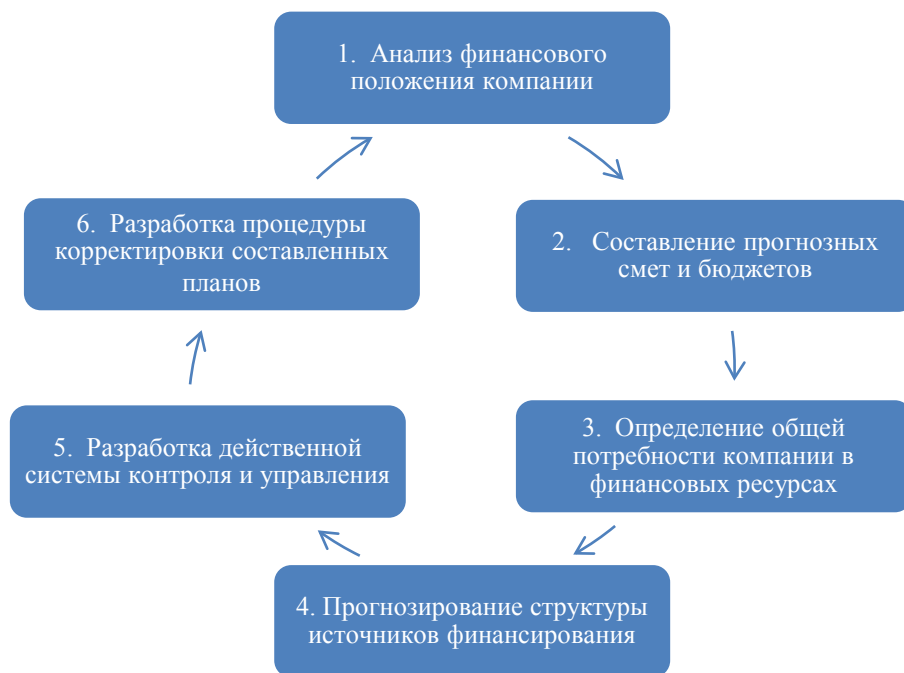 1. Анализ финансового
положения компании
2. Составление прогнозных
смет и бюджетов
3. Определение общей
потребности компании в
финансовых ресурсах
4. Прогнозирование структуры
источников финансирования
5. Разработка действенной
системы контроля и управления
6. Разработка процедуры
корректировки составленных
планов